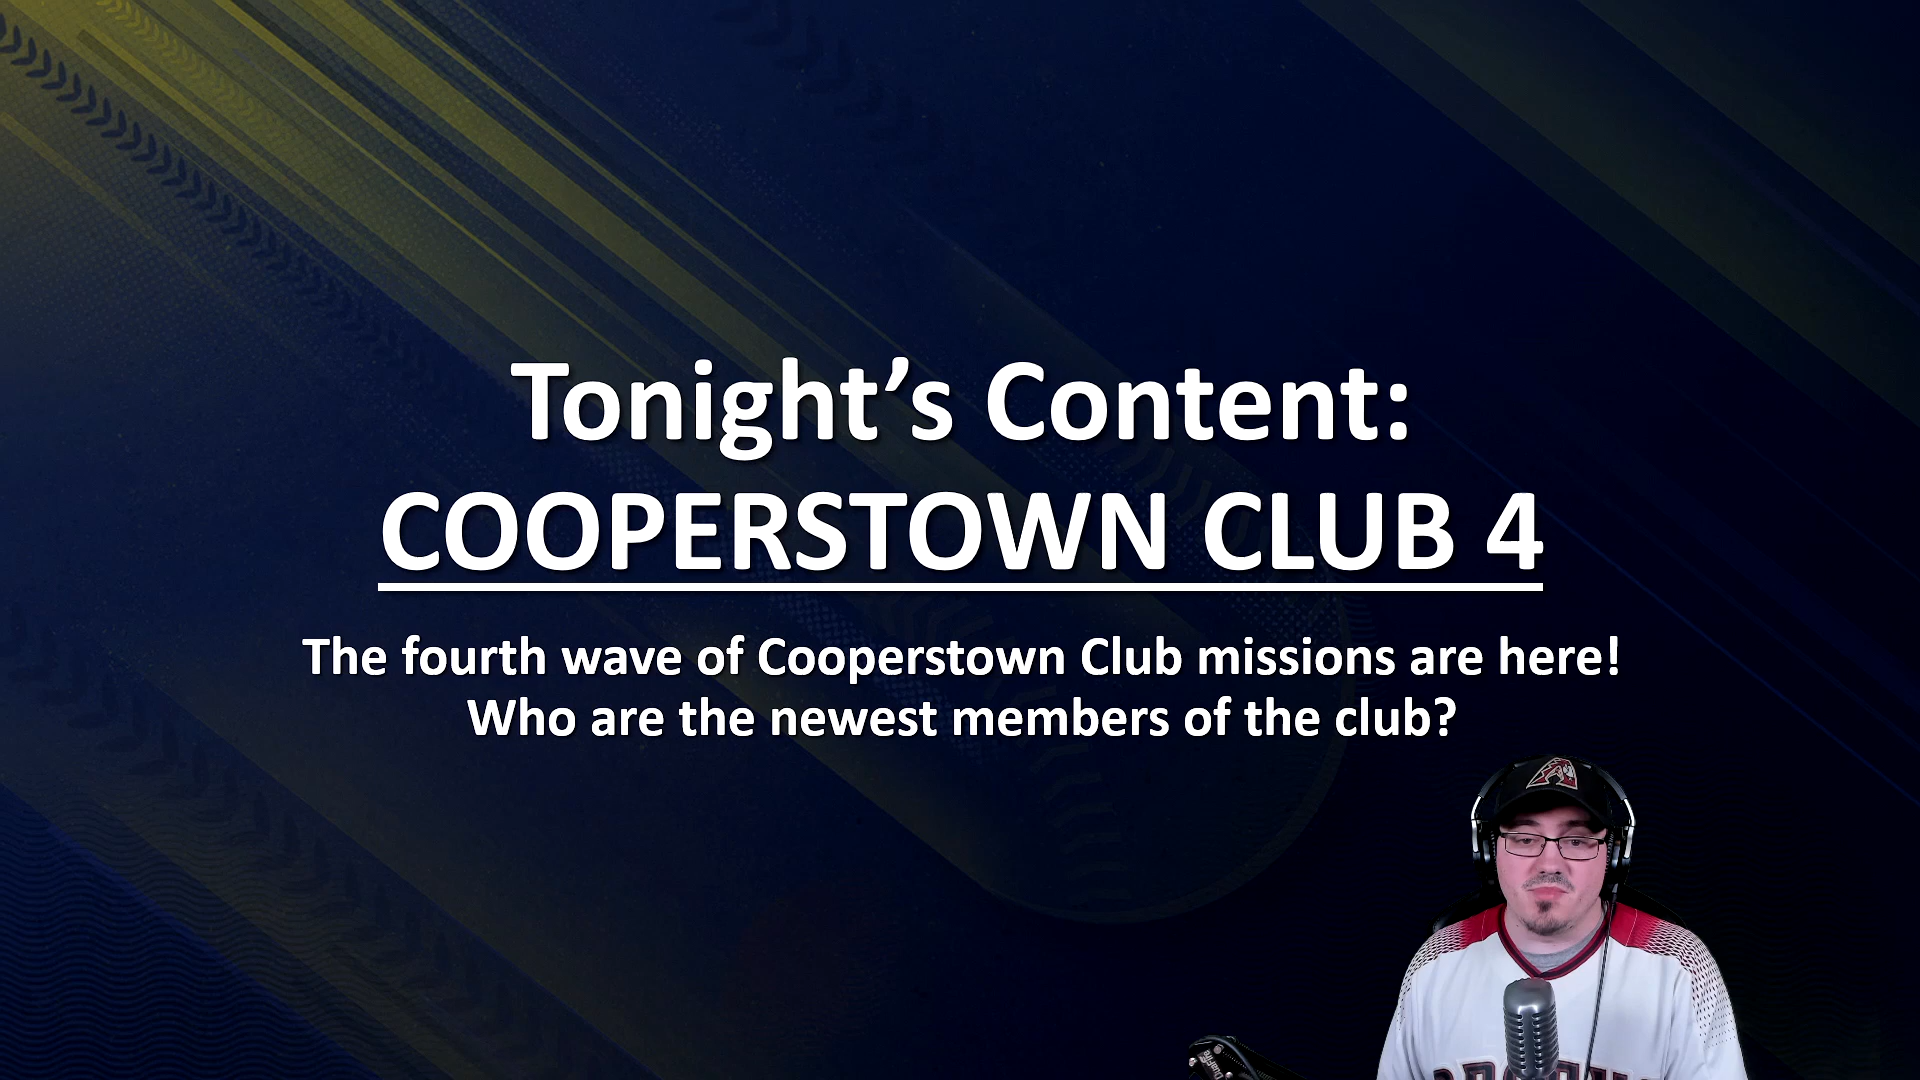 Tonight’s Content:
COOPERSTOWN CLUB 4
The fourth wave of Cooperstown Club missions are here!
Who are the newest members of the club?